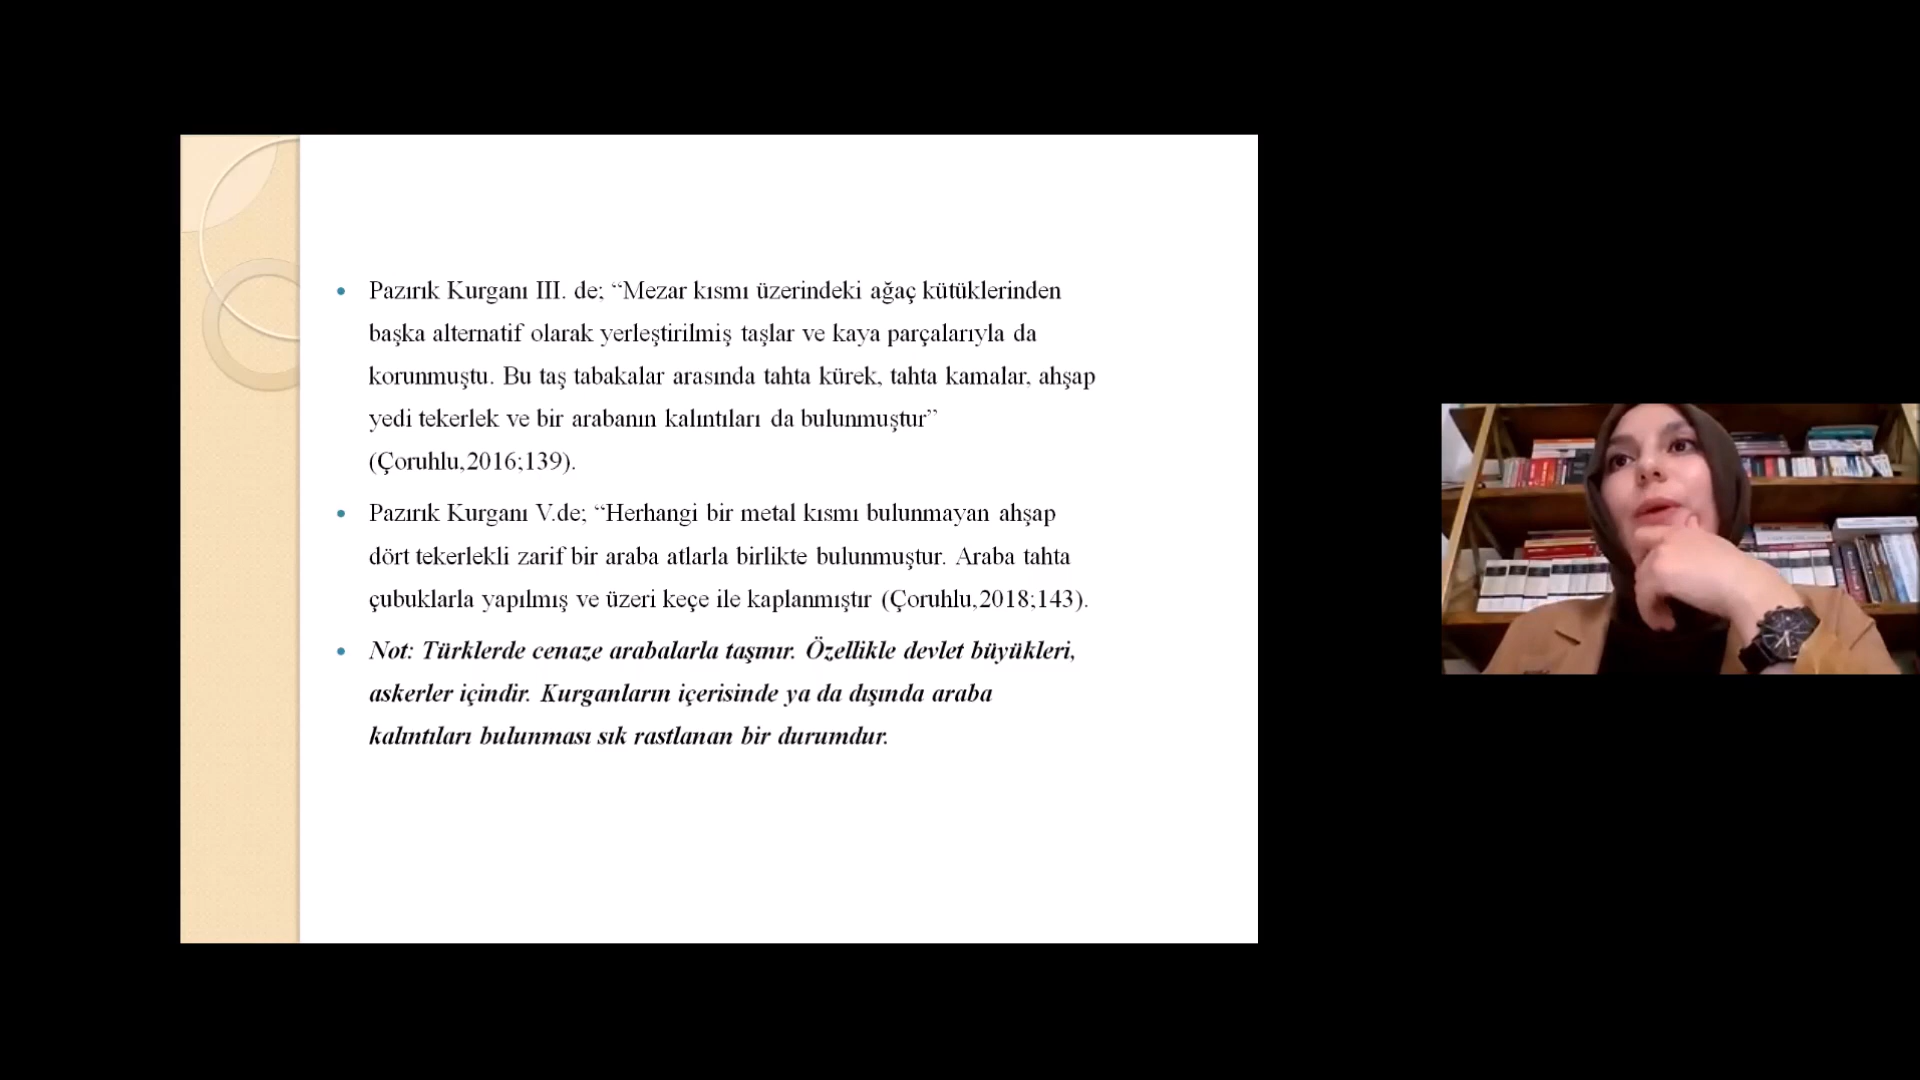 Pazırık Kurganı III. de; “Mezar kısmı üzerindeki ağaç kütüklerinden
başka alternatif olarak yerleştirilmiş taşlar ve kaya parçalarıyla da
korunmuştu. Bu taş tabakalar arasında tahta kürek, tahta kamalar, ahşap
yedi tekerlek ve bir arabanın kalıntıları da bulunmuştur”
(Çoruhlu,2016;139).
Pazırık Kurganı V.de; “Herhangi bir metal kısmı bulunmayan ahşap
dört tekerlekli zarif bir araba atlarla birlikte bulunmuştur. Araba tahta
çubuklarla yapılmış ve üzeri keçe ile kaplanmıştır (Çoruhlu,2018;143).
Not: Türklerde cenaze arabalarla taşınır. Özellikle devlet büyükleri,
askerler içindir. Kurganların içerisinde ya da dışında araba
kalıntıları bulunması sık rastlanan bir durumdur.